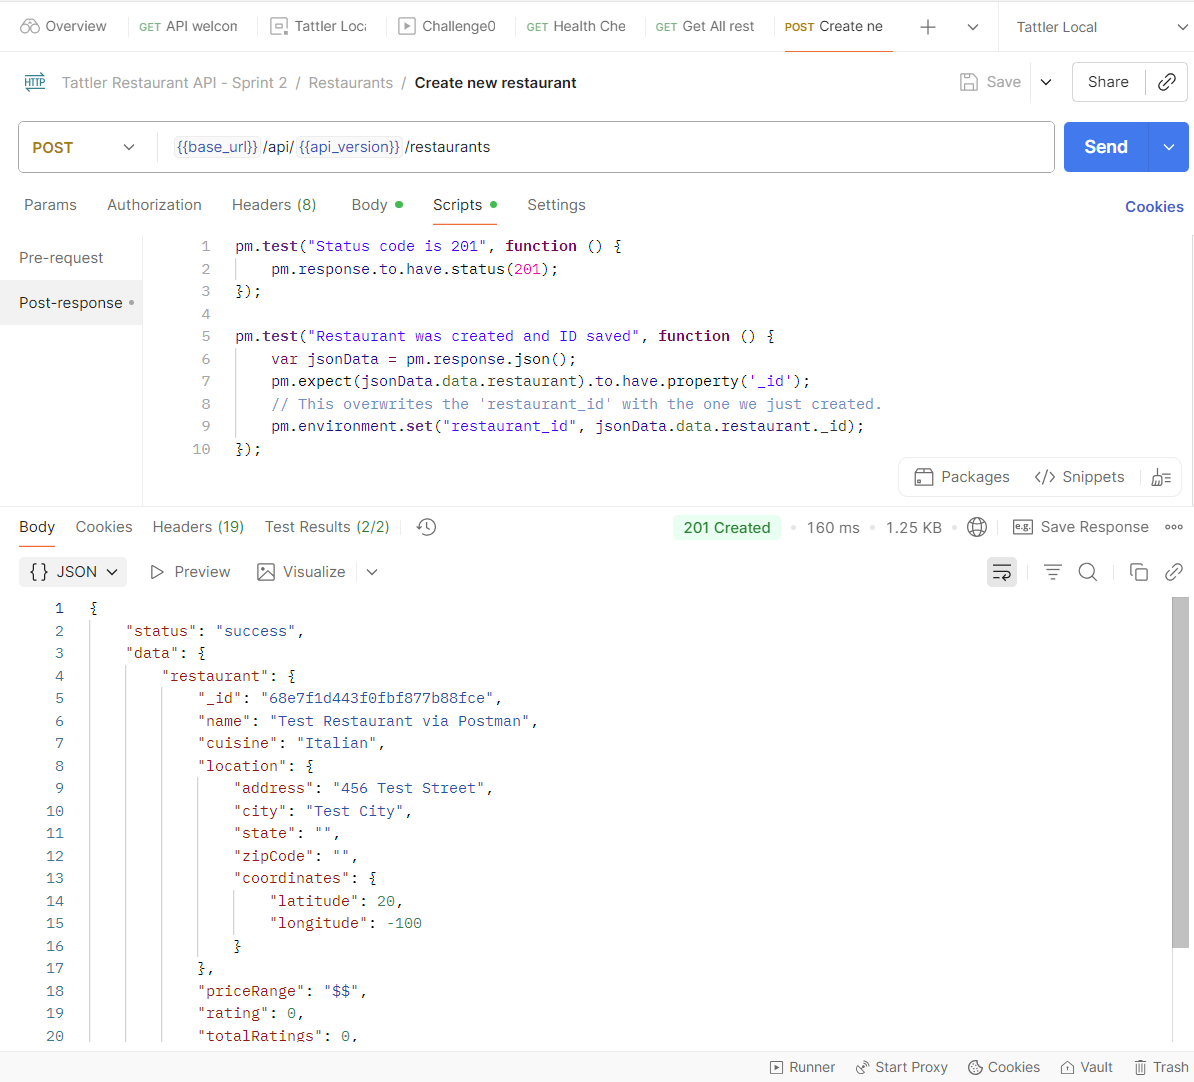 Overview GET API welcon Tattler Loca Challenge0 GET Health Che GET Get All rest POST Create ne Tattler Local
HTTP Tattler Restaurant API - Sprint 2 / Restaurants / Create new restaurant Save Share
POST {{base_url}}/api/{{api_version}}/restaurants Send
Params Authorization Headers (8) Body Scripts Settings Cookies
Pre-request
Post-response
1 pm.test("Status code is 201", function () {
2 pm.response.to.have.status(201);
3 });
4
5 pm.test("Restaurant was created and ID saved", function () {
6 var jsonData = pm.response.json();
7 pm.expect(jsonData.data.restaurant).to.have.property('_id');
8 // This overwrites the 'restaurant_id' with the one we just created.
9 pm.environment.set("restaurant_id", jsonData.data.restaurant._id);
10 });
Packages </> Snippets
Body Cookies Headers (19) Test Results (2/2) 201 Created 160 ms 1.25 KB e.g. Save Response
{} JSON Preview Visualize
1 {
2 "status": "success",
3 "data": {
4 "restaurant": {
5 "_id": "68e7f1d443f0fbf877b88fce",
6 "name": "Test Restaurant via Postman",
7 "cuisine": "Italian",
8 "location": {
9 "address": "456 Test Street",
10 "city": "Test City",
11 "state": "",
12 "zipCode": "",
13 "coordinates": {
14 "latitude": 20,
15 "longitude": -100
16 }
17 },
18 "priceRange": "$$",
19 "rating": 0,
20 "totalRatings": 0,
Runner Start Proxy Cookies Vault Trash